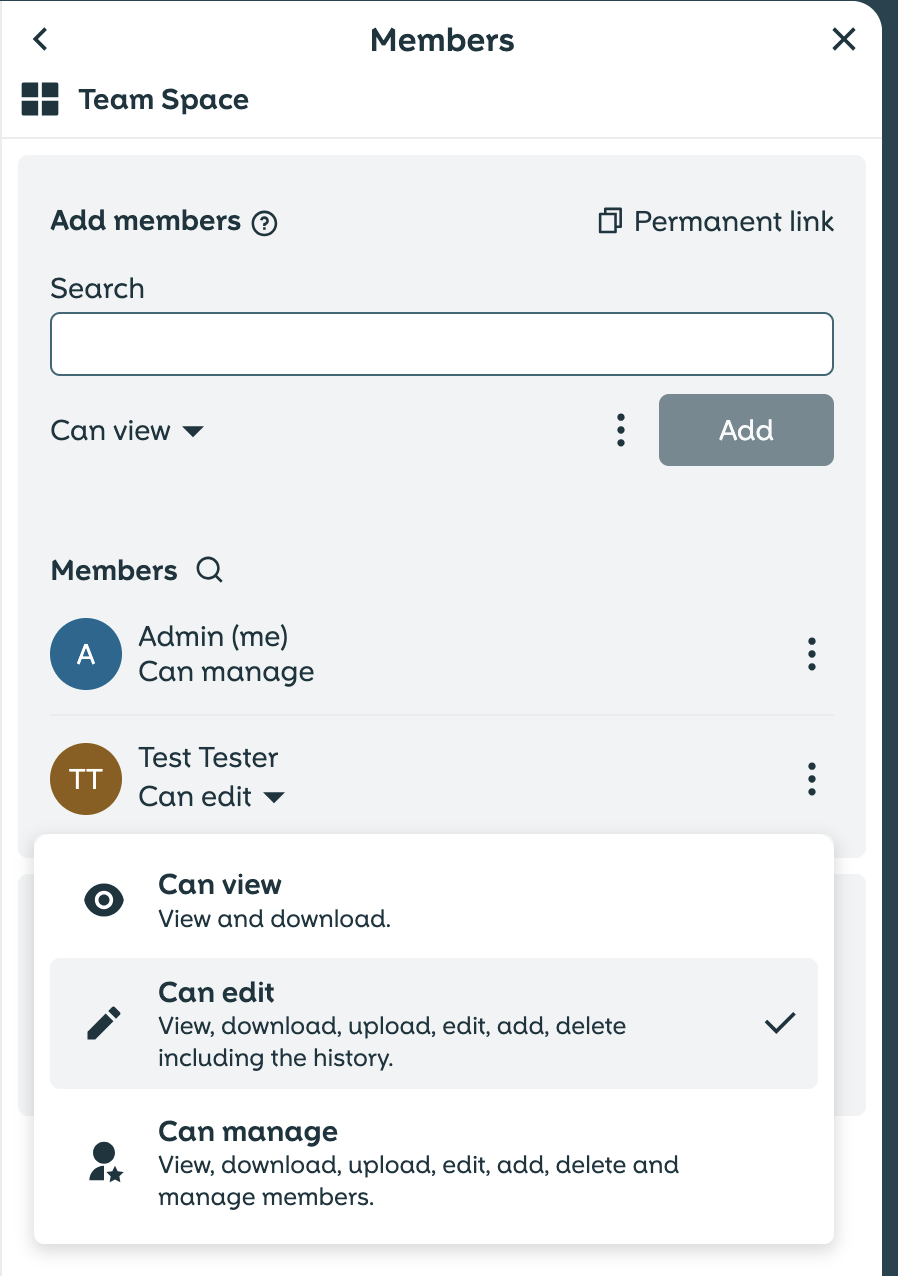 Members
Team Space
Add members
Permanent link
Search
Can view
Add
Members
A
Admin (me)
Can manage
TT
Test Tester
Can edit
Can view
View and download.
Can edit
View, download, upload, edit, add, delete
including the history.
Can manage
View, download, upload, edit, add, delete and
manage members.